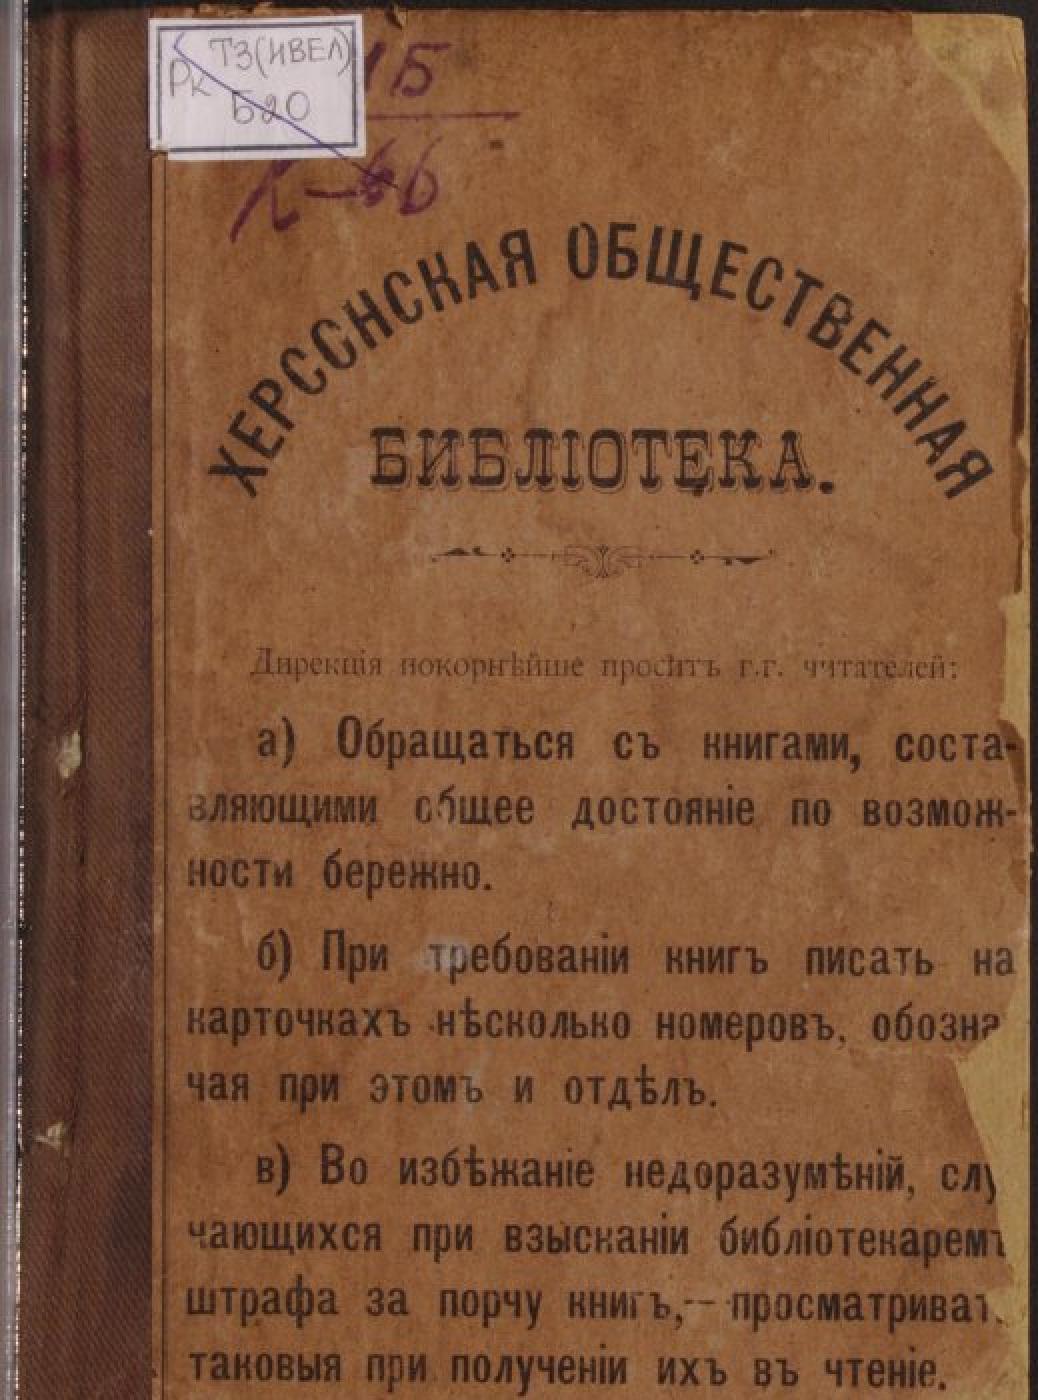 ТЗ(ИВЕЛ)
РК
Б20
1Б
ХЕРСОНСКАЯ ОБЩЕСТВЕННАЯ
БИБЛІОТЕКА.
Дирекція покорнѣйше проситъ г.г. читателей:
а) Обращаться съ книгами, соста-
вляющими общее достояніе по возмож-
ности бережно.
б) При требованіи книгъ писать на
карточкахъ нѣсколько номеровъ, обозна
чая при этомъ и отдѣлъ.
в) Во избѣжаніе недоразумѣній, слу
чающихся при взысканіи библіотекаремъ
штрафа за порчу книгъ,-- просматриват
таковыя при полученіи ихъ въ чтеніе.